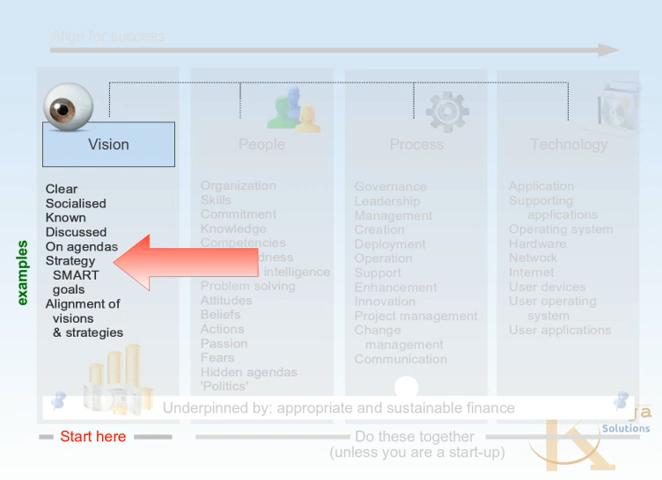 Align for success
Vision
People
Process
Technology
examples
Clear
Socialised
Known
Discussed
On agendas
Strategy
SMART
goals
Alignment of
visions
& strategies
Organization
Skills
Commitment
Knowledge
Competencies
intelligence
Problem solving
Attitudes
Beliefs
Actions
Passion
Fears
Hidden agendas
'Politics'
Governance
Leadership
Management
Creation
Deployment
Operation
Support
Enhancement
Innovation
Project management
Change
management
Communication
Application
Supporting
applications
Operating system
Hardware
Network
Internet
User devices
User operating
system
User applications
Underpinned by: appropriate and sustainable finance
Start here
Do these together
(unless you are a start-up)
Solutions